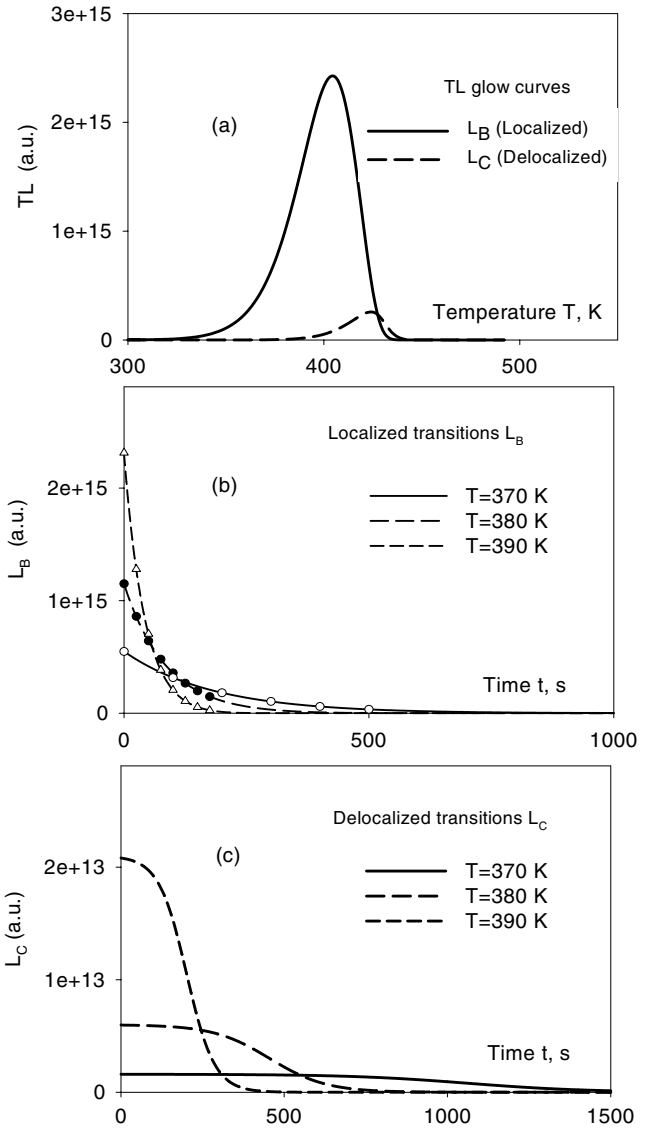 3e+15
TL glow curves
(a)
L_B (Localized)
2e+15
L_C (Delocalized)
TL (a.u.)
1e+15
Temperature T, K
0
300 400 500
Localized transitions L_B
(b)
T=370 K
2e+15
T=380 K
T=390 K
L_B (a.u.)
1e+15
Time t, s
0
0 500 1000
Delocalized transitions L_C
(c)
T=370 K
2e+13
T=380 K
T=390 K
L_C (a.u.)
1e+13
Time t, s
0
0 500 1000 1500